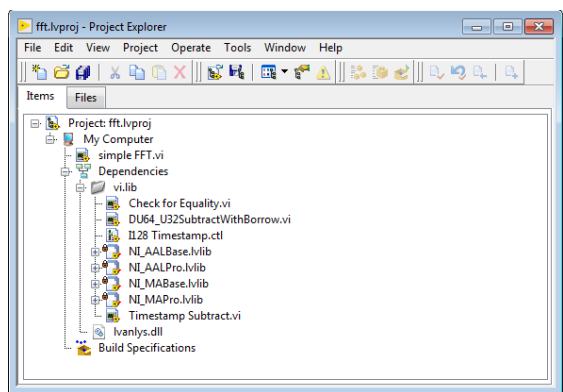 fft.lvproj - Project Explorer
File Edit View Project Operate Tools Window Help
Items Files
Project: fft.lvproj
My Computer
simple FFT.vi
Dependencies
vi.lib
Check for Equality.vi
DU64_U32SubtractWithBorrow.vi
I128 Timestamp.ctl
NI_AALBase.lvlib
NI_AALPro.lvlib
NI_MABase.lvlib
NI_MAPro.lvlib
Timestamp Subtract.vi
lvanlys.dll
Build Specifications